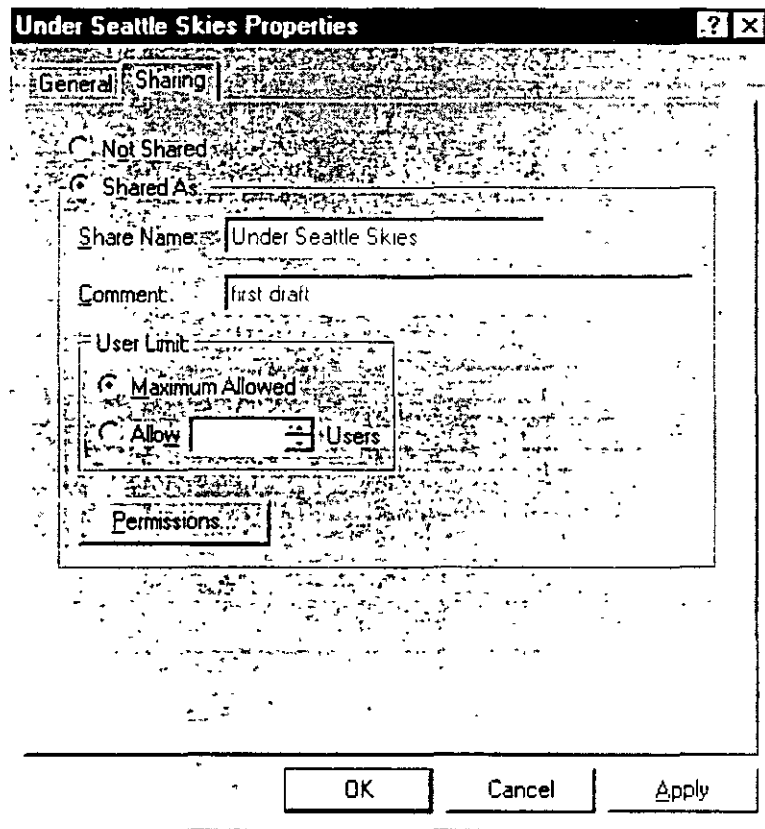 Under Seattle Skies Properties ? ×
General Sharing
Not Shared
Shared As:
Share Name: Under Seattle Skies
Comment: first draft
User Limit:
Maximum Allowed
Allow Users
Permissions...
OK Cancel Apply